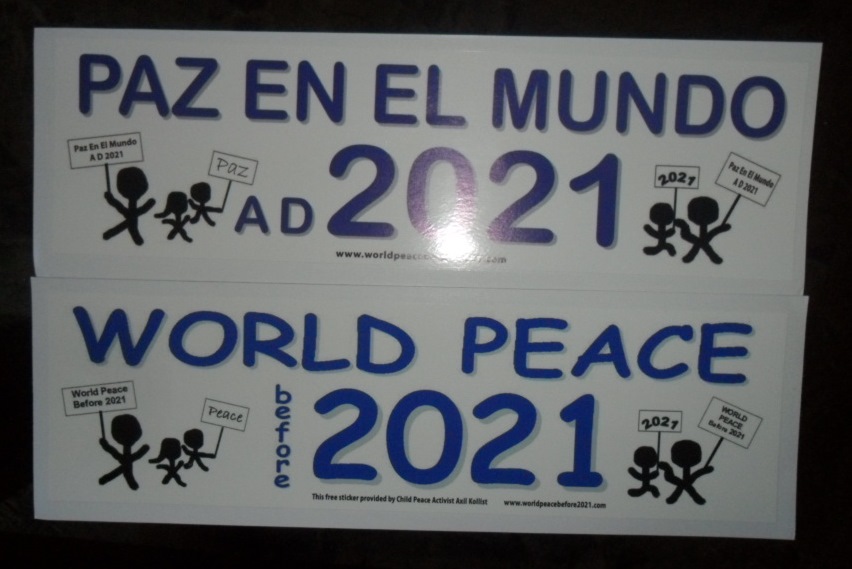 PAZ EN EL MUNDO
Paz En El Mundo
A D 2021
Paz
A D 2021
2021
Paz En El Mundo
A D 2021
WORLD PEACE
World Peace
Before 2021
Peace
before
2021
2021
WORLD
PEACE
Before 2021
This free sticker provided by Child Peace Activist Axil Kollist www.worldpeacebefore2021.com